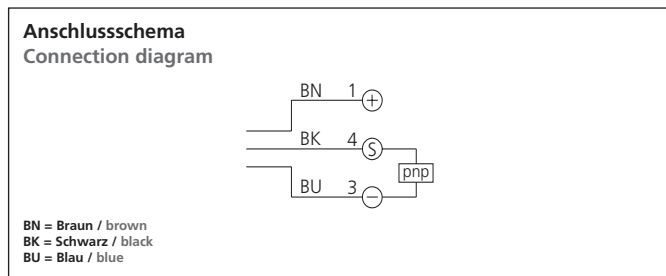 Anschlussschema
Connection diagram
BN 1 +
BK 4 S
pnp
BU 3 −
BN = Braun / brown
BK = Schwarz / black
BU = Blau / blue